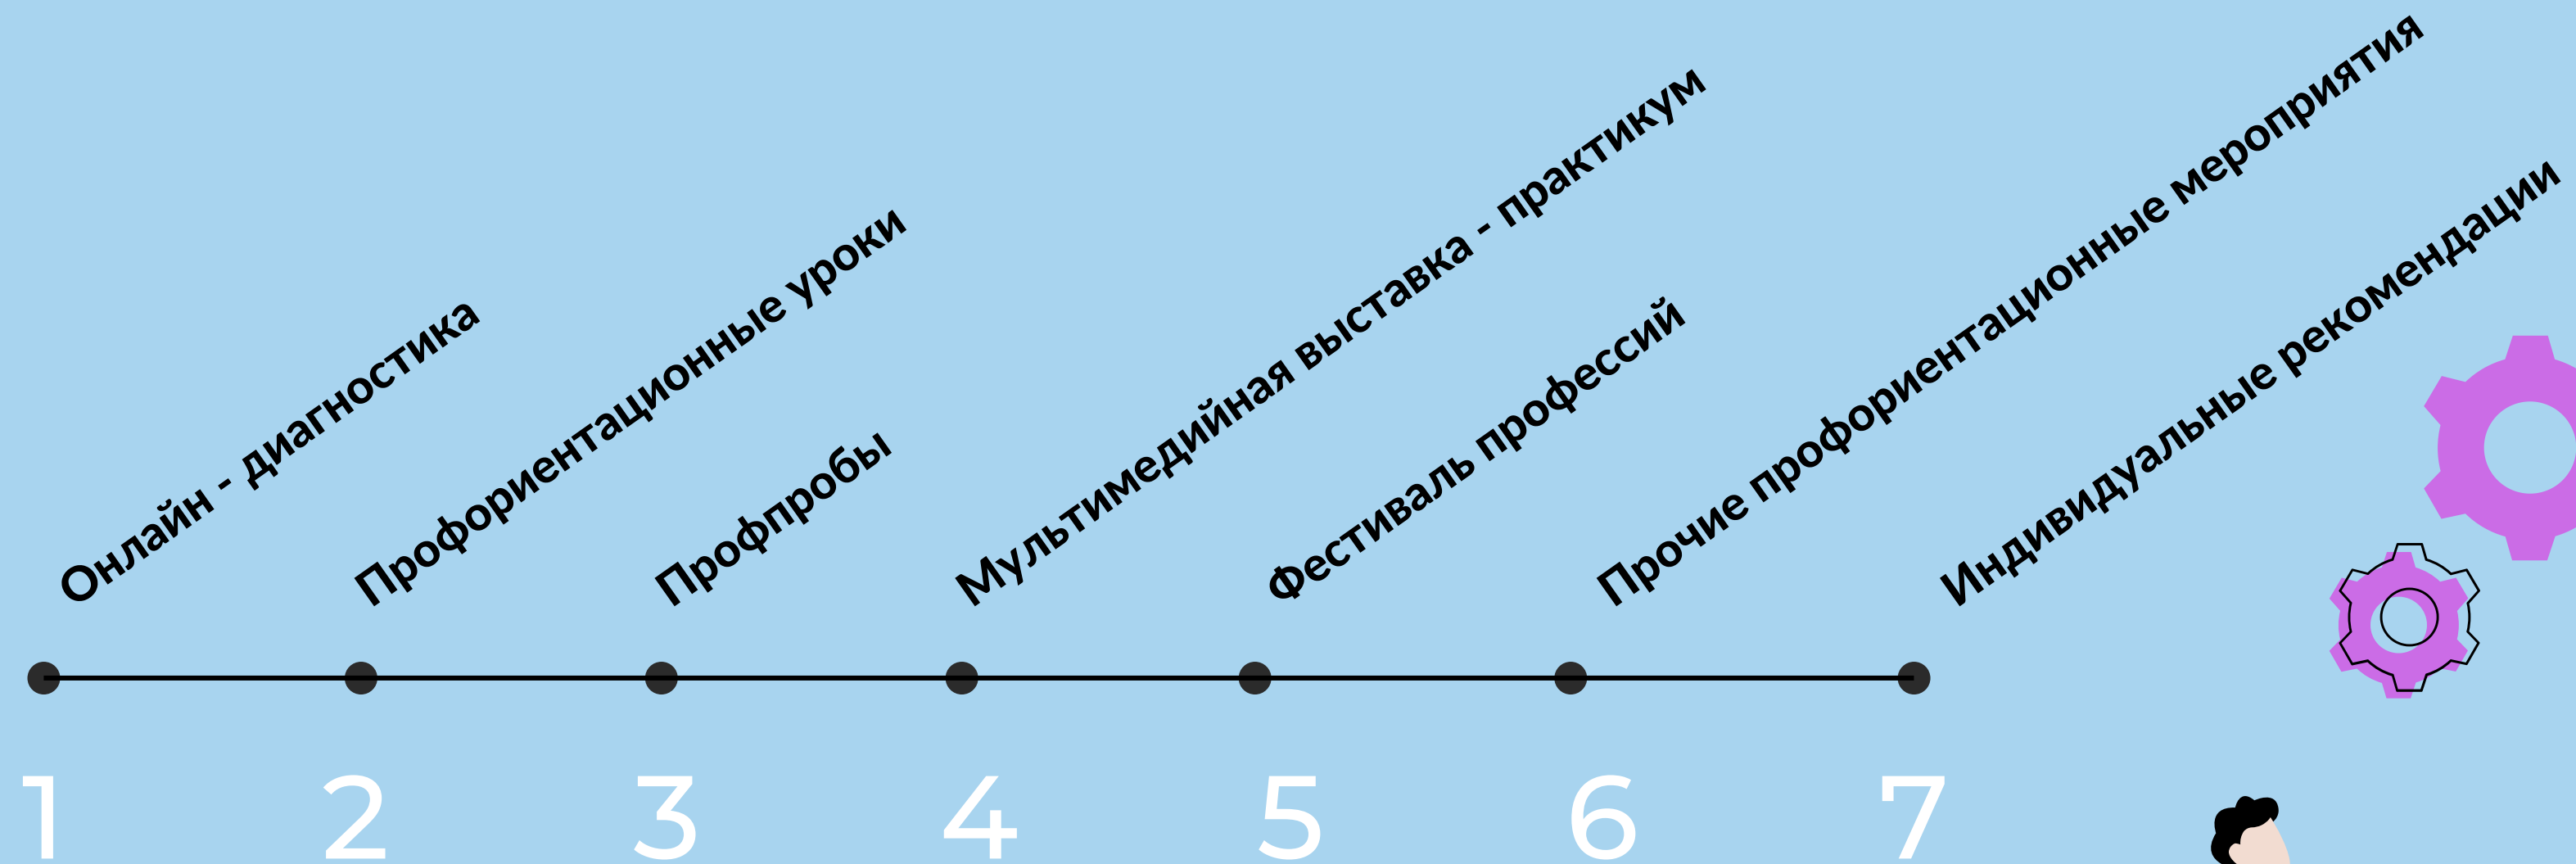 Онлайн - диагностика
Профориентационные уроки
Профпробы
Мультимедийная выставка - практикум
Фестиваль профессий
Прочие профориентационные мероприятия
Индивидуальные рекомендации
1 2 3 4 5 6 7